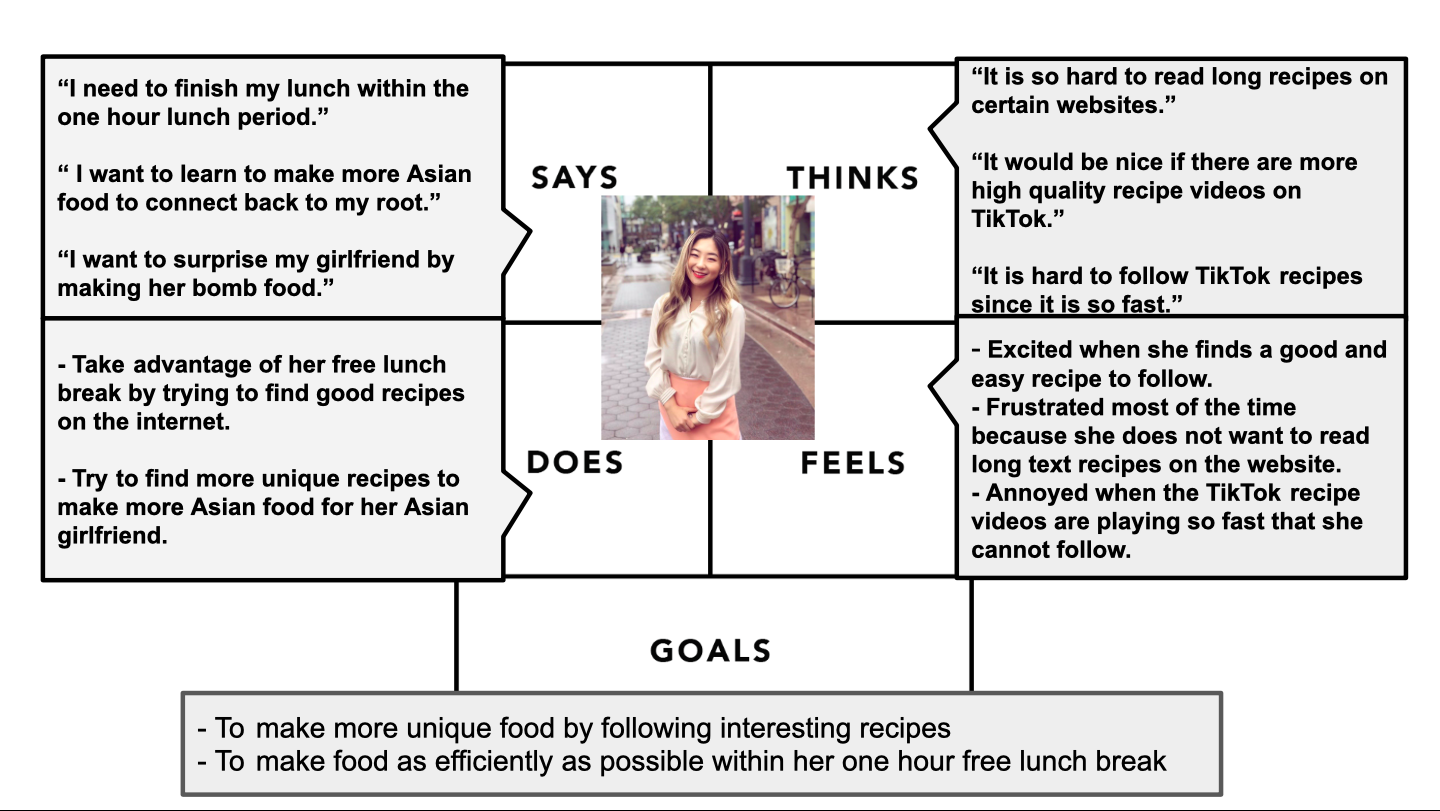 “I need to finish my lunch within the
one hour lunch period.”
“ I want to learn to make more Asian
food to connect back to my root.”
“I want to surprise my girlfriend by
making her bomb food.”
SAYS
THINKS
“It is so hard to read long recipes on
certain websites.”
“It would be nice if there are more
high quality recipe videos on
TikTok.”
“It is hard to follow TikTok recipes
since it is so fast.”
- Take advantage of her free lunch
break by trying to find good recipes
on the internet.
- Try to find more unique recipes to
make more Asian food for her Asian
girlfriend.
DOES
FEELS
- Excited when she finds a good and
easy recipe to follow.
- Frustrated most of the time
because she does not want to read
long text recipes on the website.
- Annoyed when the TikTok recipe
videos are playing so fast that she
cannot follow.
GOALS
- To make more unique food by following interesting recipes
- To make food as efficiently as possible within her one hour free lunch break